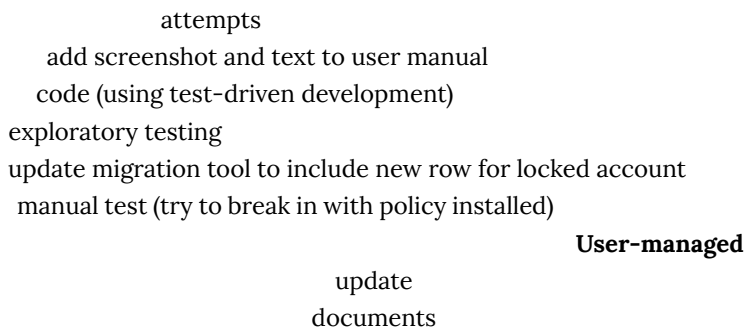 attempts
add screenshot and text to user manual
code (using test-driven development)
exploratory testing
update migration tool to include new row for locked account
manual test (try to break in with policy installed)
User-managed
update
documents